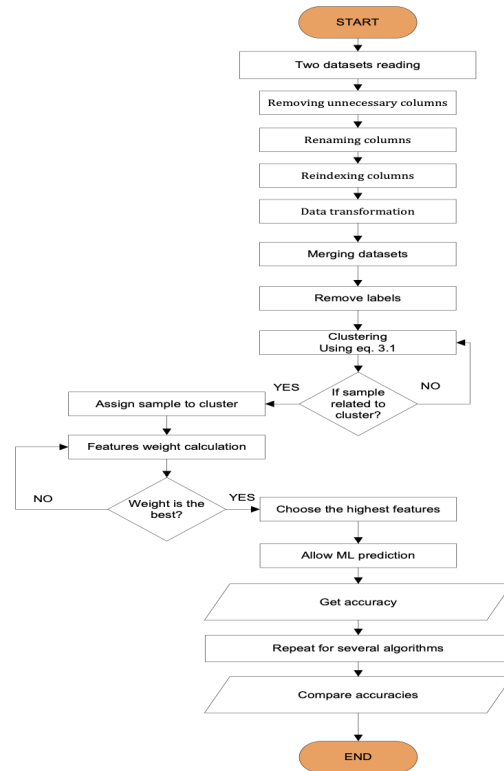 START
Two datasets reading
Removing unnecessary columns
Renaming columns
Reindexing columns
Data transformation
Merging datasets
Remove labels
Clustering
Using eq. 3.1
If sample
related to
cluster?
YES
NO
Assign sample to cluster
Features weight calculation
Weight is the
best?
NO
YES
Choose the highest features
Allow ML prediction
Get accuracy
Repeat for several algorithms
Compare accuracies
END